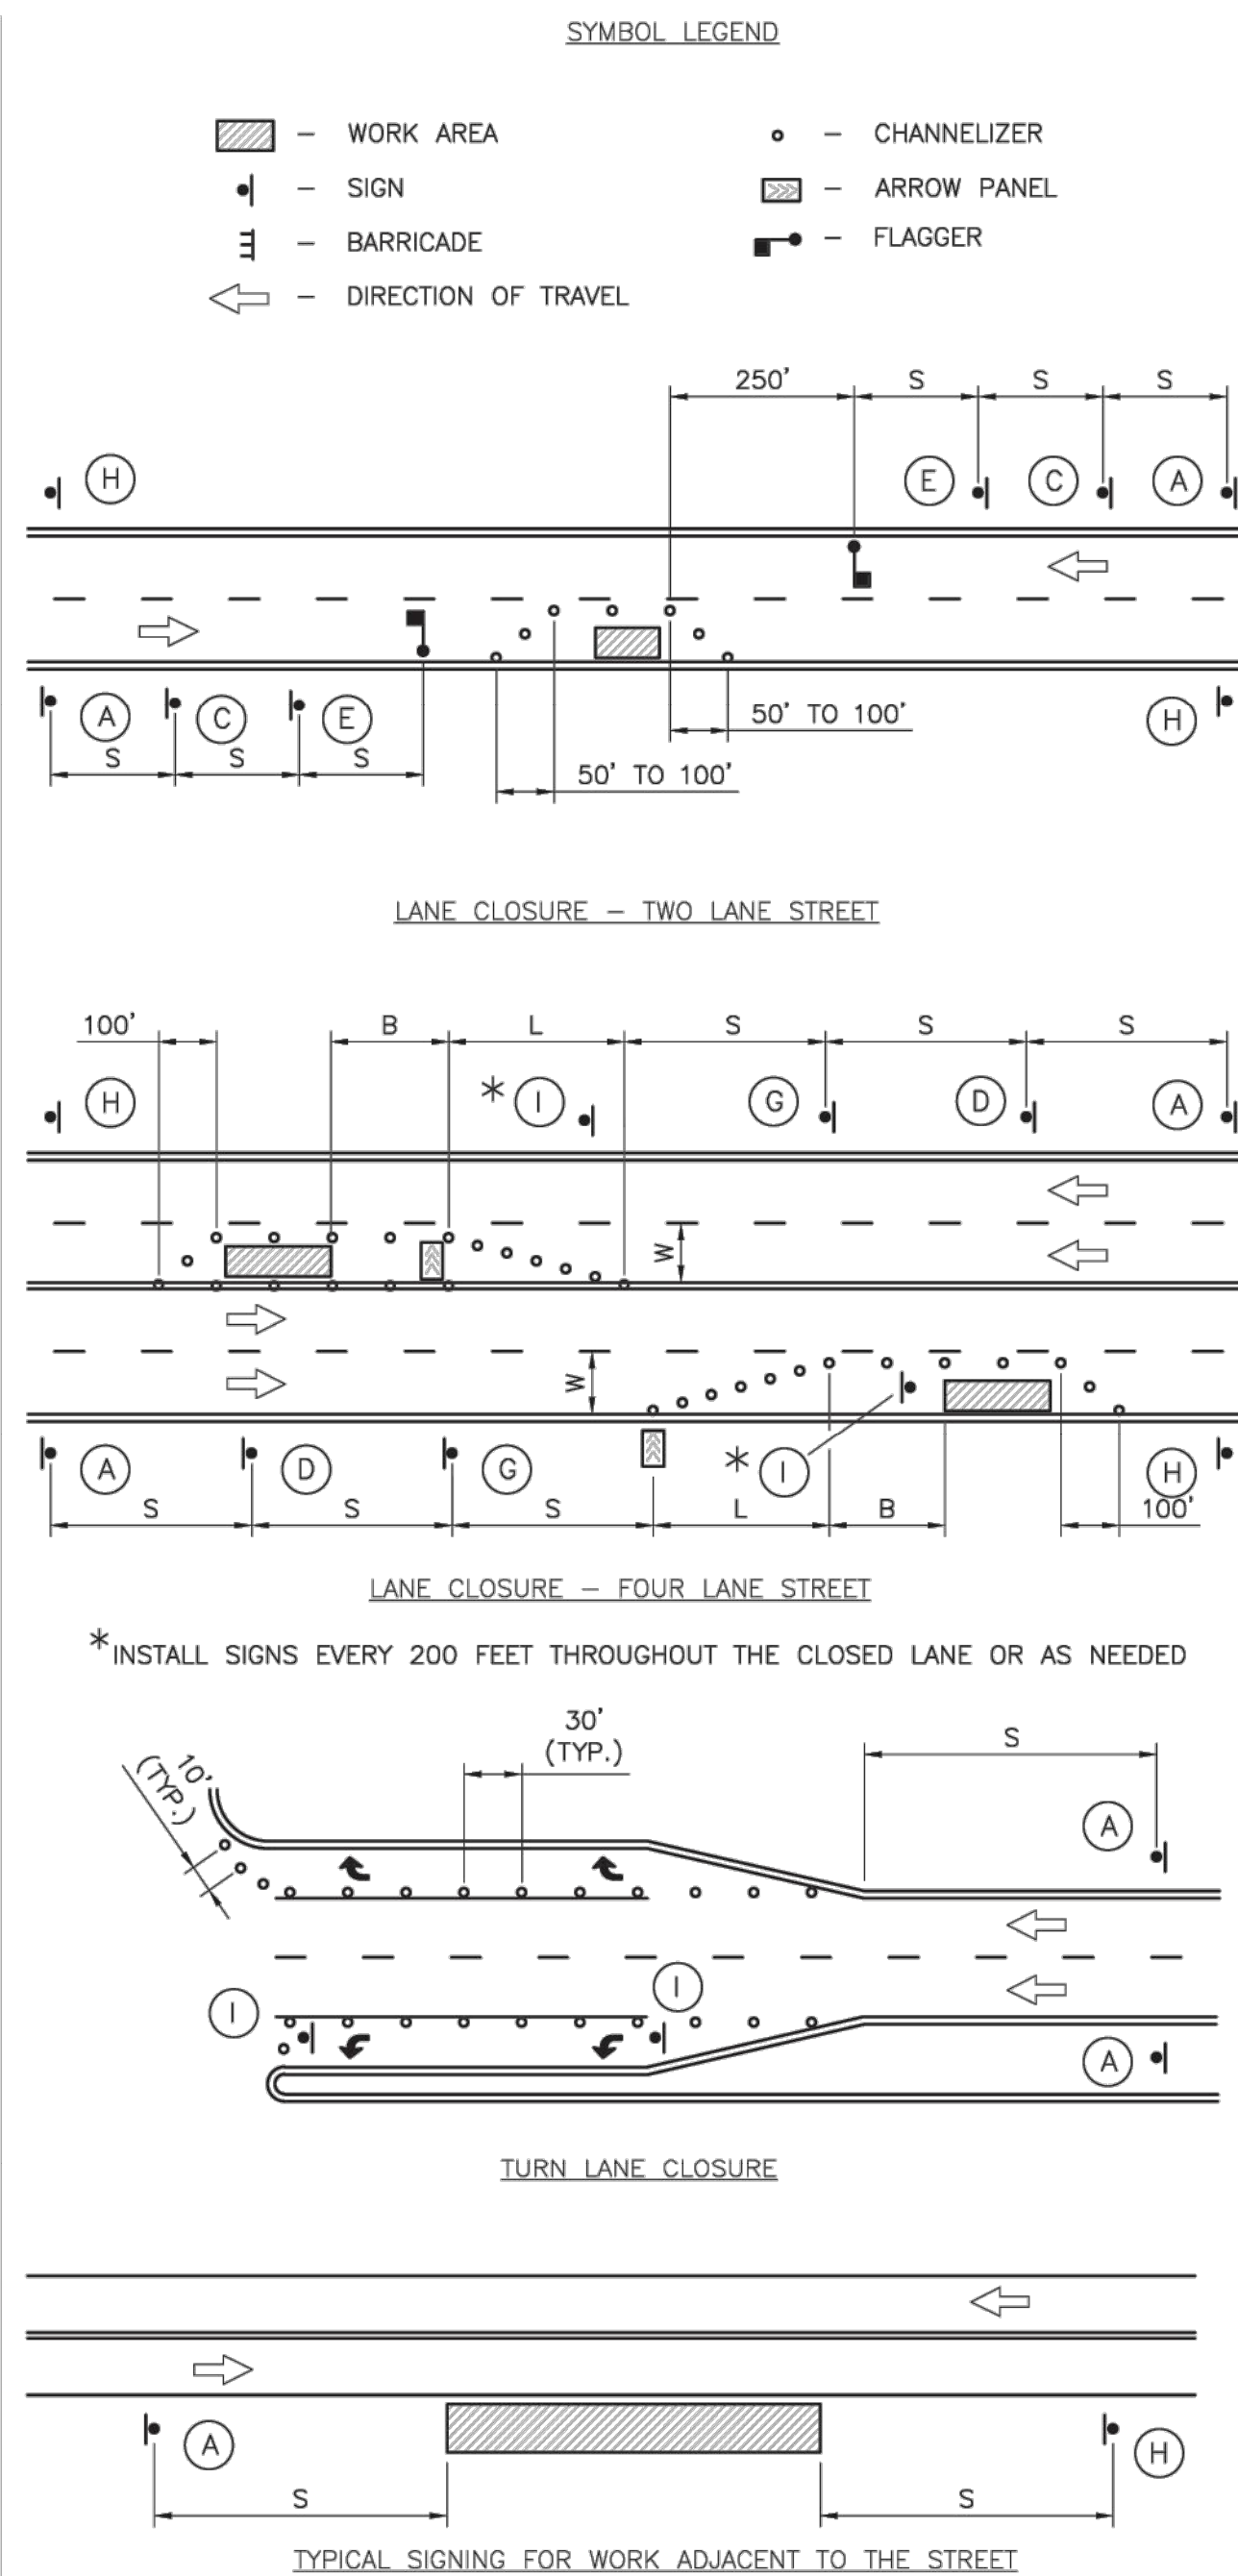 SYMBOL LEGEND
– WORK AREA
– CHANNELIZER
– SIGN
– ARROW PANEL
– BARRICADE
– FLAGGER
– DIRECTION OF TRAVEL
250' S S S
H E C A
A C E H
S S S
50' TO 100'
50' TO 100'
LANE CLOSURE – TWO LANE STREET
100' B L S S S
H * I G D A
W
W
A D G * I H
S S S L B 100'
LANE CLOSURE – FOUR LANE STREET
*INSTALL SIGNS EVERY 200 FEET THROUGHOUT THE CLOSED LANE OR AS NEEDED
30'
(TYP.)
S
10'
(TYP.)
A
I I
A
TURN LANE CLOSURE
A H
S S
TYPICAL SIGNING FOR WORK ADJACENT TO THE STREET